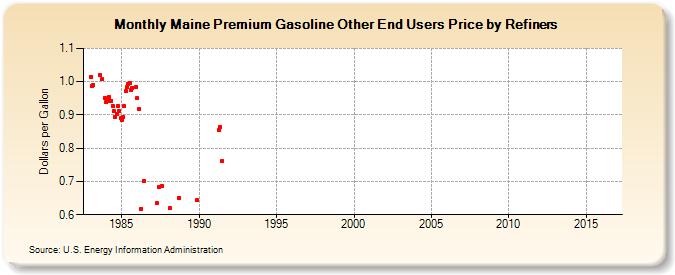 Monthly Maine Premium Gasoline Other End Users Price by Refiners
Dollars per Gallon
1.1
1.0
0.9
0.8
0.7
0.6
1985 1990 1995 2000 2005 2010 2015
Source: U.S. Energy Information Administration